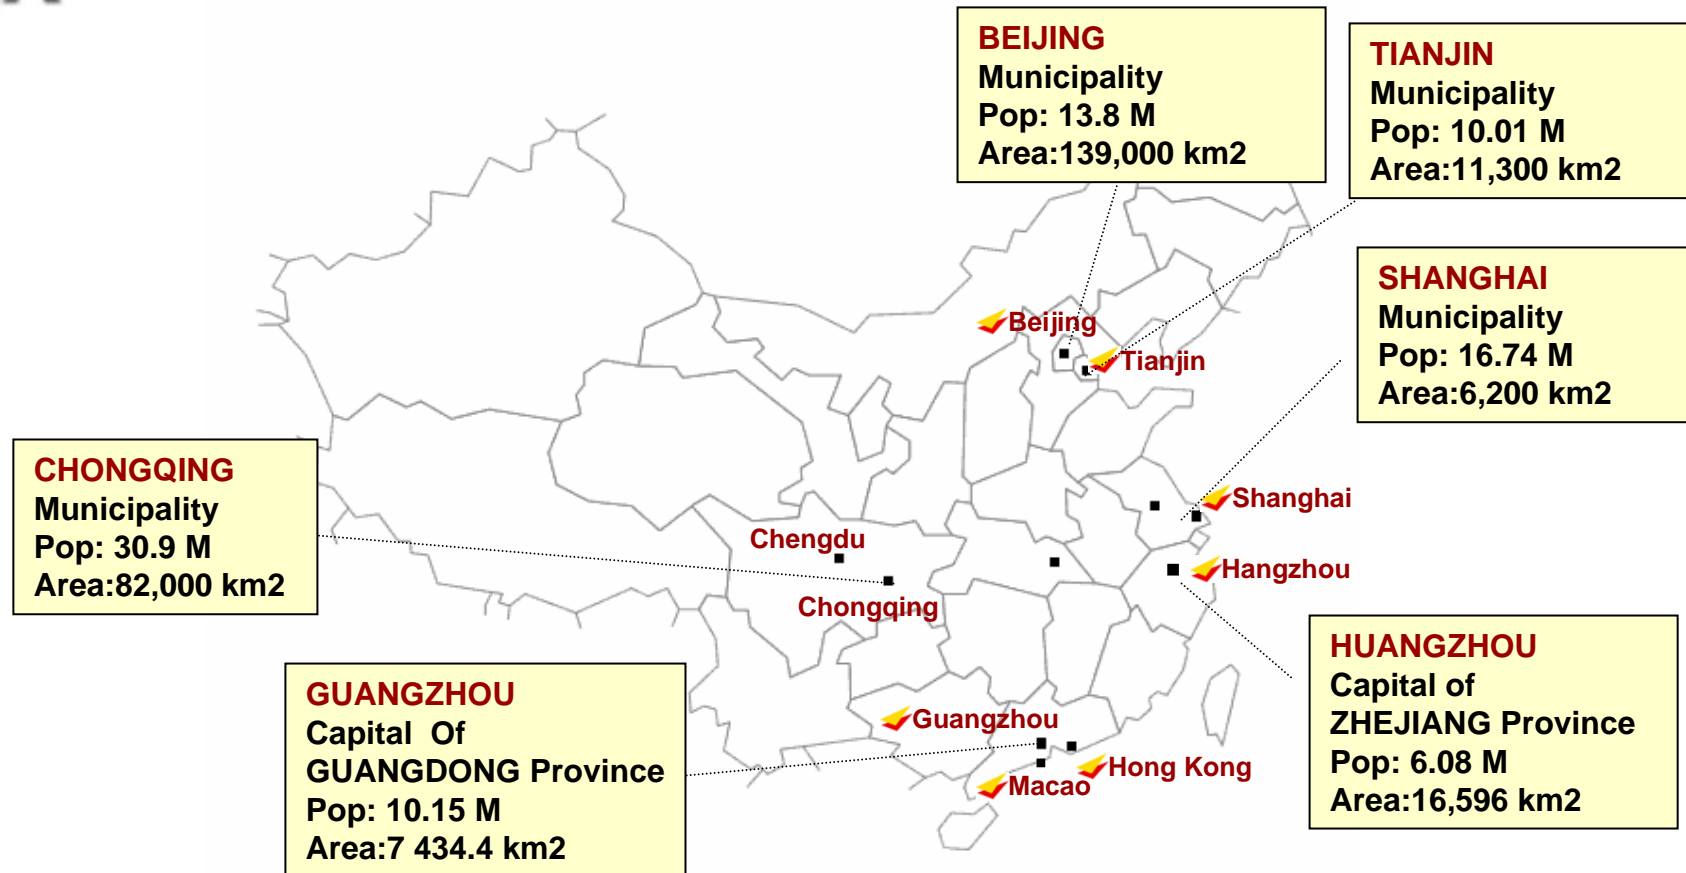 BEIJING
Municipality
Pop: 13.8 M
Area:139,000 km2
TIANJIN
Municipality
Pop: 10.01 M
Area:11,300 km2
SHANGHAI
Municipality
Pop: 16.74 M
Area:6,200 km2
Beijing
Tianjin
CHONGQING
Municipality
Pop: 30.9 M
Area:82,000 km2
Shanghai
Chengdu
Hangzhou
Chongqing
HUANGZHOU
Capital of
ZHEJIANG Province
Pop: 6.08 M
Area:16,596 km2
GUANGZHOU
Capital Of
GUANGDONG Province
Pop: 10.15 M
Area:7 434.4 km2
Guangzhou
Hong Kong
Macao